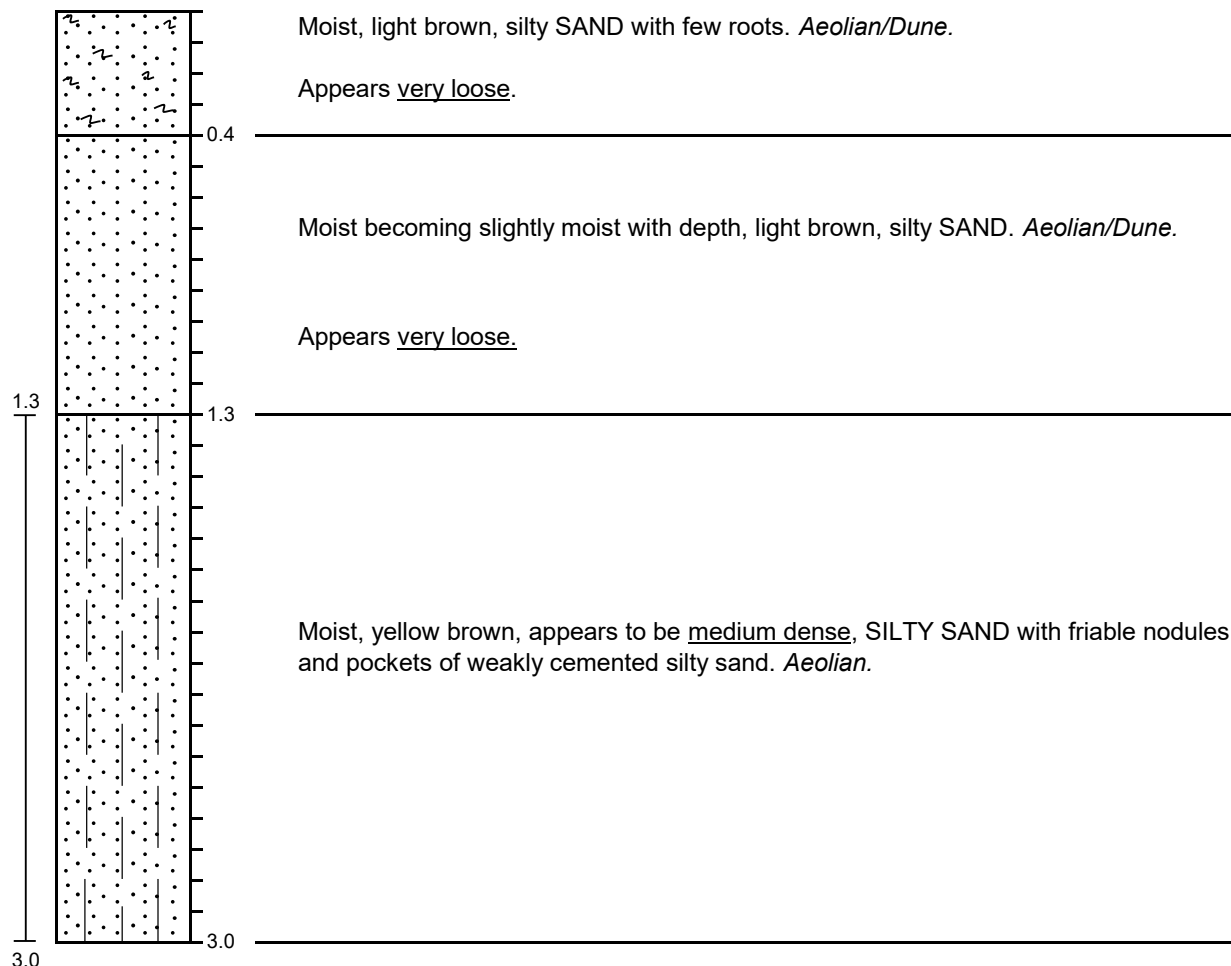 Moist, light brown, silty SAND with few roots. Aeolian/Dune.
Appears very loose.
0.4
Moist becoming slightly moist with depth, light brown, silty SAND. Aeolian/Dune.
Appears very loose.
1.3
1.3
Moist, yellow brown, appears to be medium dense, SILTY SAND with friable nodules
and pockets of weakly cemented silty sand. Aeolian.
3.0
3.0